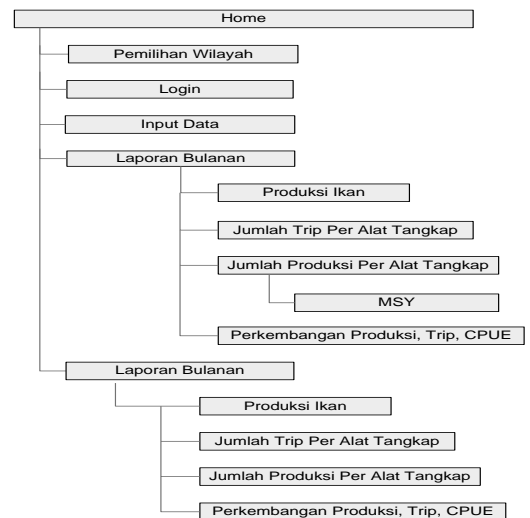 Home
Pemilihan Wilayah
Login
Input Data
Laporan Bulanan
Produksi Ikan
Jumlah Trip Per Alat Tangkap
Jumlah Produksi Per Alat Tangkap
MSY
Perkembangan Produksi, Trip, CPUE
Laporan Bulanan
Produksi Ikan
Jumlah Trip Per Alat Tangkap
Jumlah Produksi Per Alat Tangkap
Perkembangan Produksi, Trip, CPUE